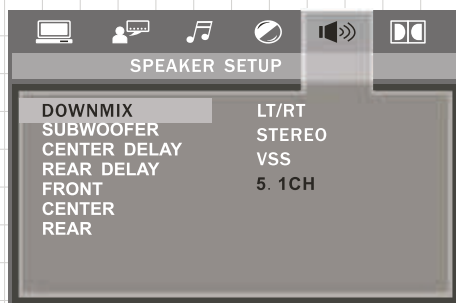 SPEAKER SETUP
DOWNMIX
SUBWOOFER
CENTER DELAY
REAR DELAY
FRONT
CENTER
REAR
LT/RT
STEREO
VSS
5. 1CH